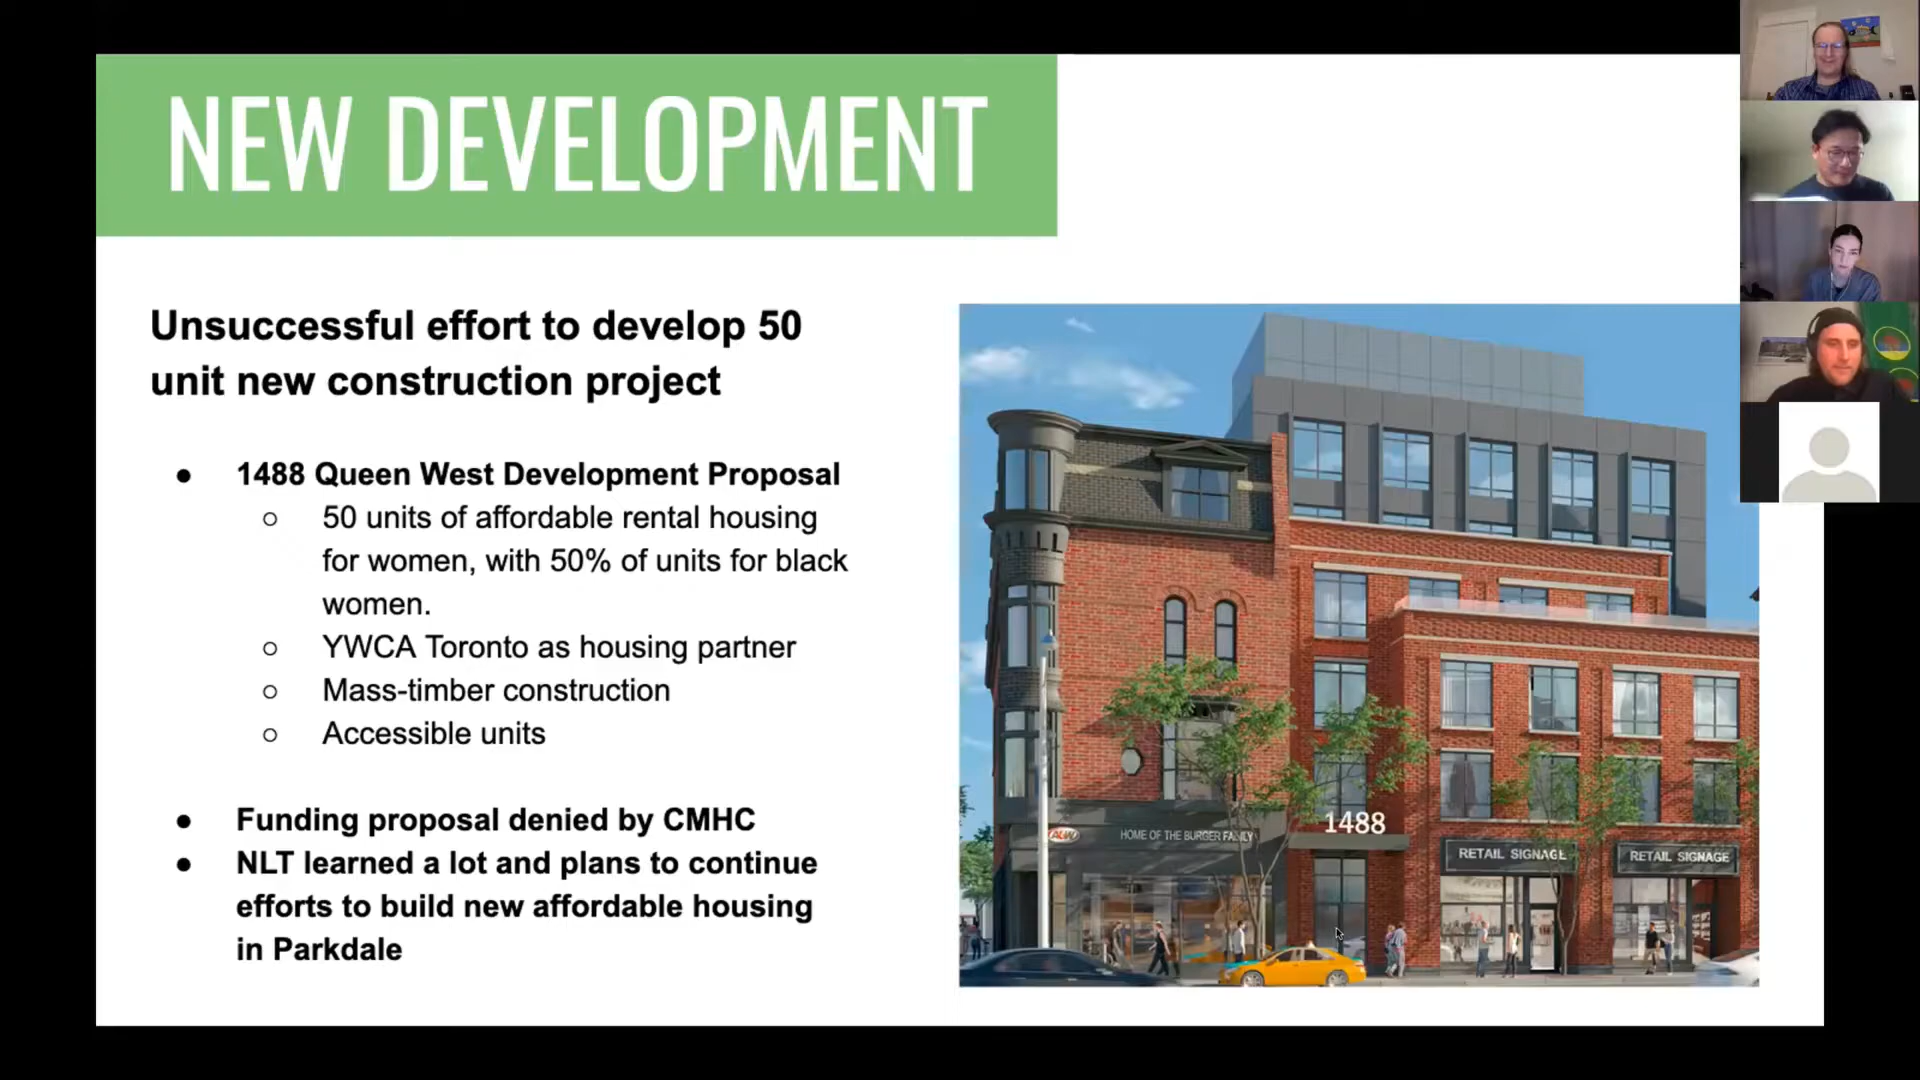 NEW DEVELOPMENT
Unsuccessful effort to develop 50
unit new construction project
● 1488 Queen West Development Proposal
○ 50 units of affordable rental housing
for women, with 50% of units for black
women.
○ YWCA Toronto as housing partner
○ Mass-timber construction
○ Accessible units
● Funding proposal denied by CMHC
● NLT learned a lot and plans to continue
efforts to build new affordable housing
in Parkdale
1488
A&W HOME OF THE BURGER FAMILY
RETAIL SIGNAGE
RETAIL SIGNAGE